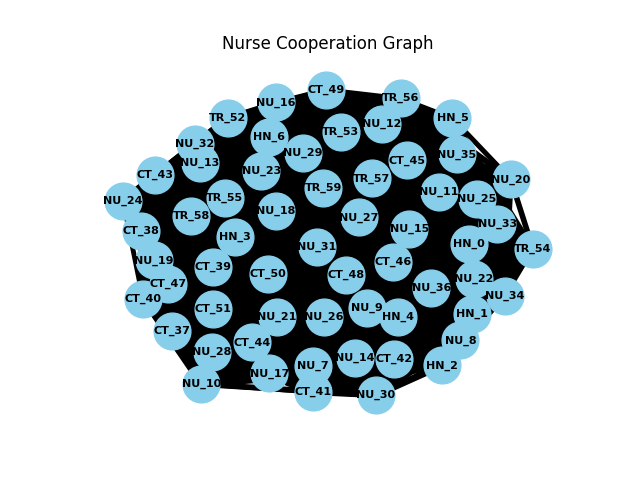 Nurse Cooperation Graph
CT_49
TR_56
NU_16
TR_52
HN_5
NU_12
TR_53
HN_6
NU_32
NU_29
NU_35
CT_45
NU_13
NU_23
CT_43
TR_57
NU_20
TR_59
NU_11
TR_55
NU_25
NU_24
NU_18
TR_58
NU_27
NU_33
NU_15
CT_38
HN_3
HN_0
NU_31
TR_54
NU_19
CT_46
CT_39
CT_50
CT_48
NU_22
CT_47
NU_36
NU_34
CT_40
NU_9
CT_51
HN_1
NU_21
NU_26
HN_4
CT_37
NU_8
CT_44
NU_28
NU_14
CT_42
NU_7
HN_2
NU_17
NU_10
CT_41
NU_30